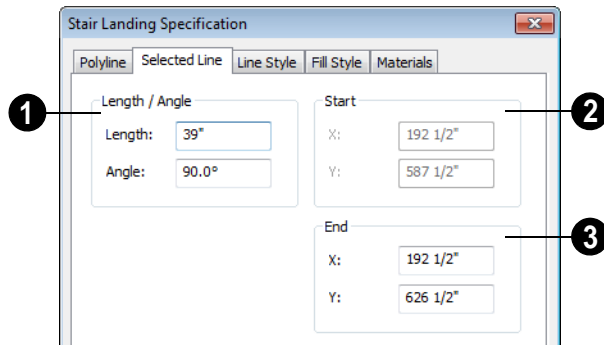 Stair Landing Specification
Polyline Selected Line Line Style Fill Style Materials
1 Length / Angle
Length: 39"
Angle: 90.0°
Start 2
X: 192 1/2"
Y: 587 1/2"
End 3
X: 192 1/2"
Y: 626 1/2"